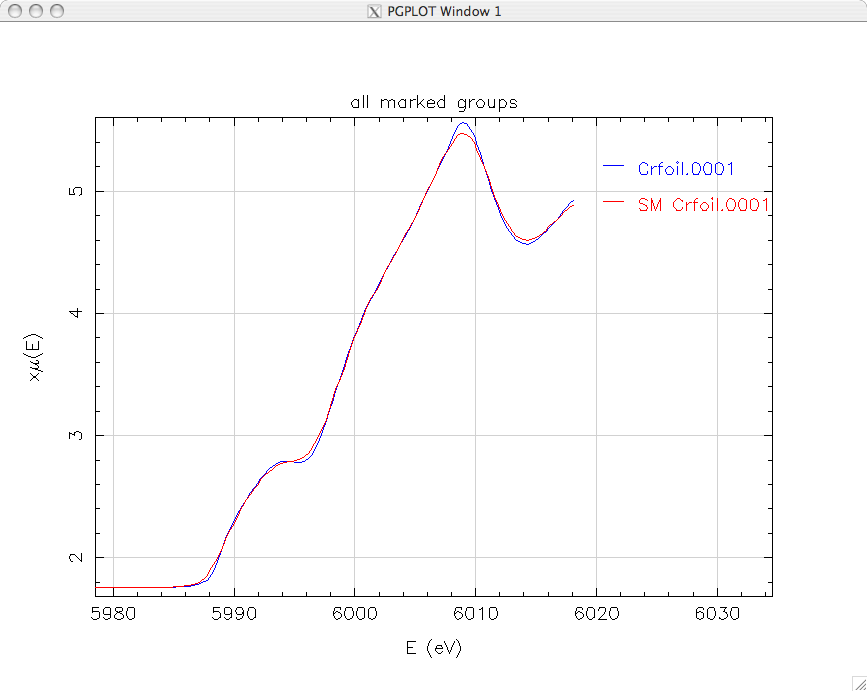 PGPLOT Window 1
all marked groups
Crfoil.0001
SM Crfoil.0001
xμ(E)
5
4
3
2
5980 5990 6000 6010 6020 6030
E (eV)